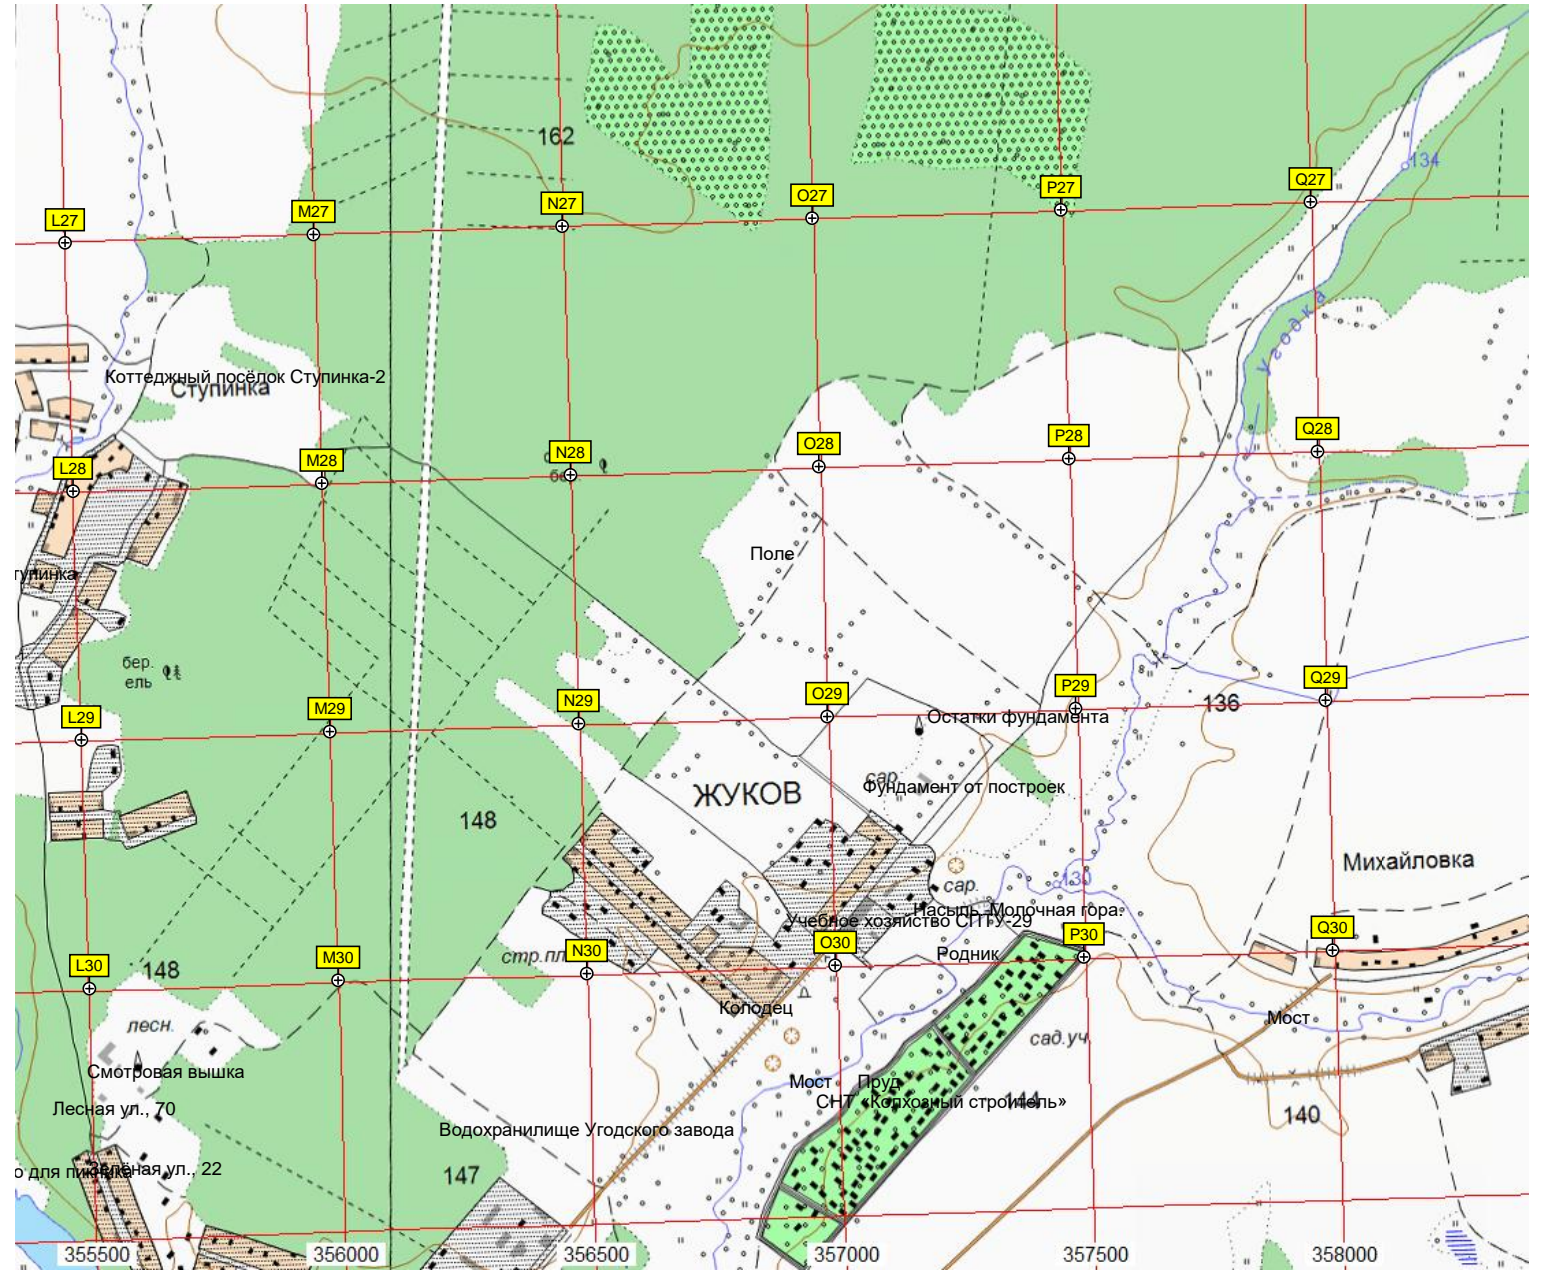 162
134
Q27
P27
O27
N27
M27
L27
Угодка
Коттеджный посёлок Ступинка-2
Ступинка
Q28
P28
O28
N28
M28
L28
Поле
тупинка
бер.
ель
Q29
P29
O29
N29
M29
L29
136
Остатки фундамента
сар.
Фундамент от построек
ЖУКОВ
148
Михайловка
130
сар.
Насыпь "Молочная гора"
Учебное хозяйство СПТУ-29
Q30
P30
O30
N30
M30
L30
стр.пл
Родник
148
Колодец
Мост
лесн.
сад.уч.
Смотровая вышка
Мост
Пруд
СНТ «Колхозный строитель»
144
Лесная ул., 70
140
Водохранилище Угодского завода
о для пикника
Зелёная ул., 22
147
355500
356000
356500
357000
357500
358000